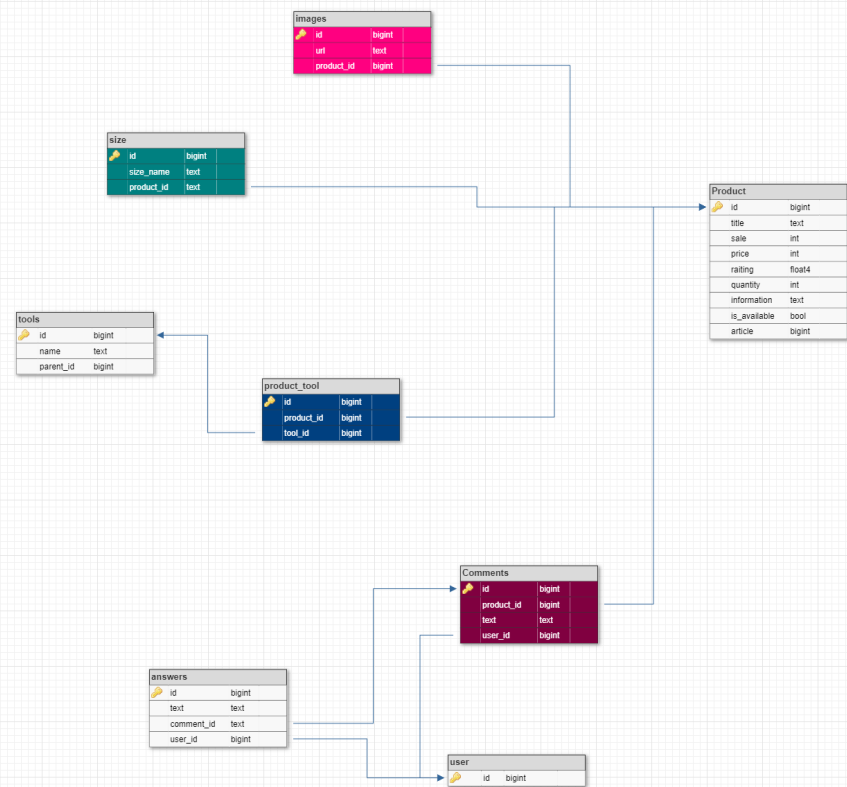 images
id bigint
url text
product_id bigint
size
id bigint
size_name text
product_id text
Product
id bigint
title text
sale int
price int
raiting float4
quantity int
information text
is_available bool
article bigint
tools
id bigint
name text
parent_id bigint
product_tool
id bigint
product_id bigint
tool_id bigint
Comments
id bigint
product_id bigint
text text
user_id bigint
answers
id bigint
text text
comment_id text
user_id bigint
user
id bigint